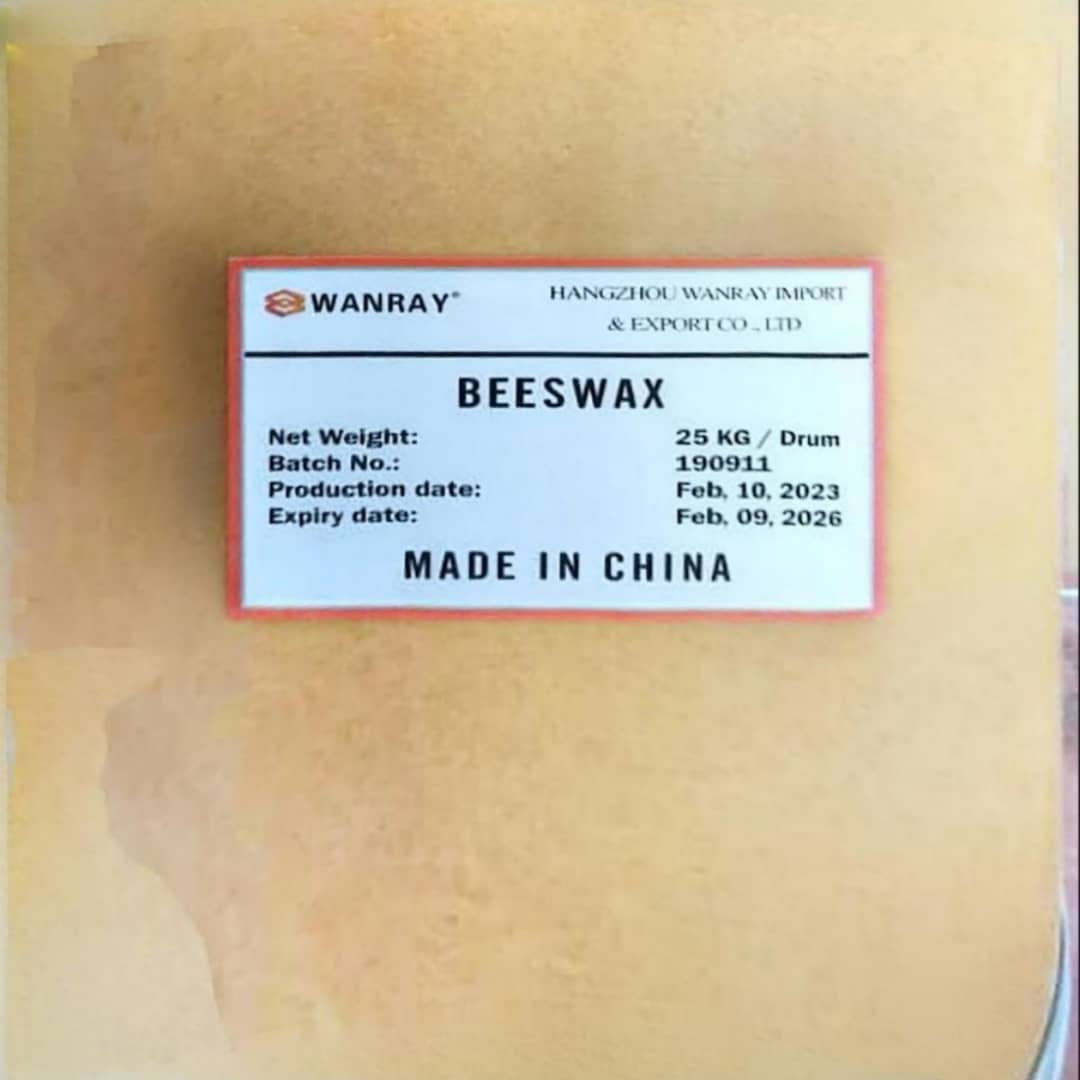 WANRAY®
HANGZHOU WANRAY IMPORT
& EXPORT CO ., LTD
BEESWAX
Net Weight: 25 KG / Drum
Batch No.: 190911
Production date: Feb, 10, 2023
Expiry date: Feb, 09, 2026
MADE IN CHINA